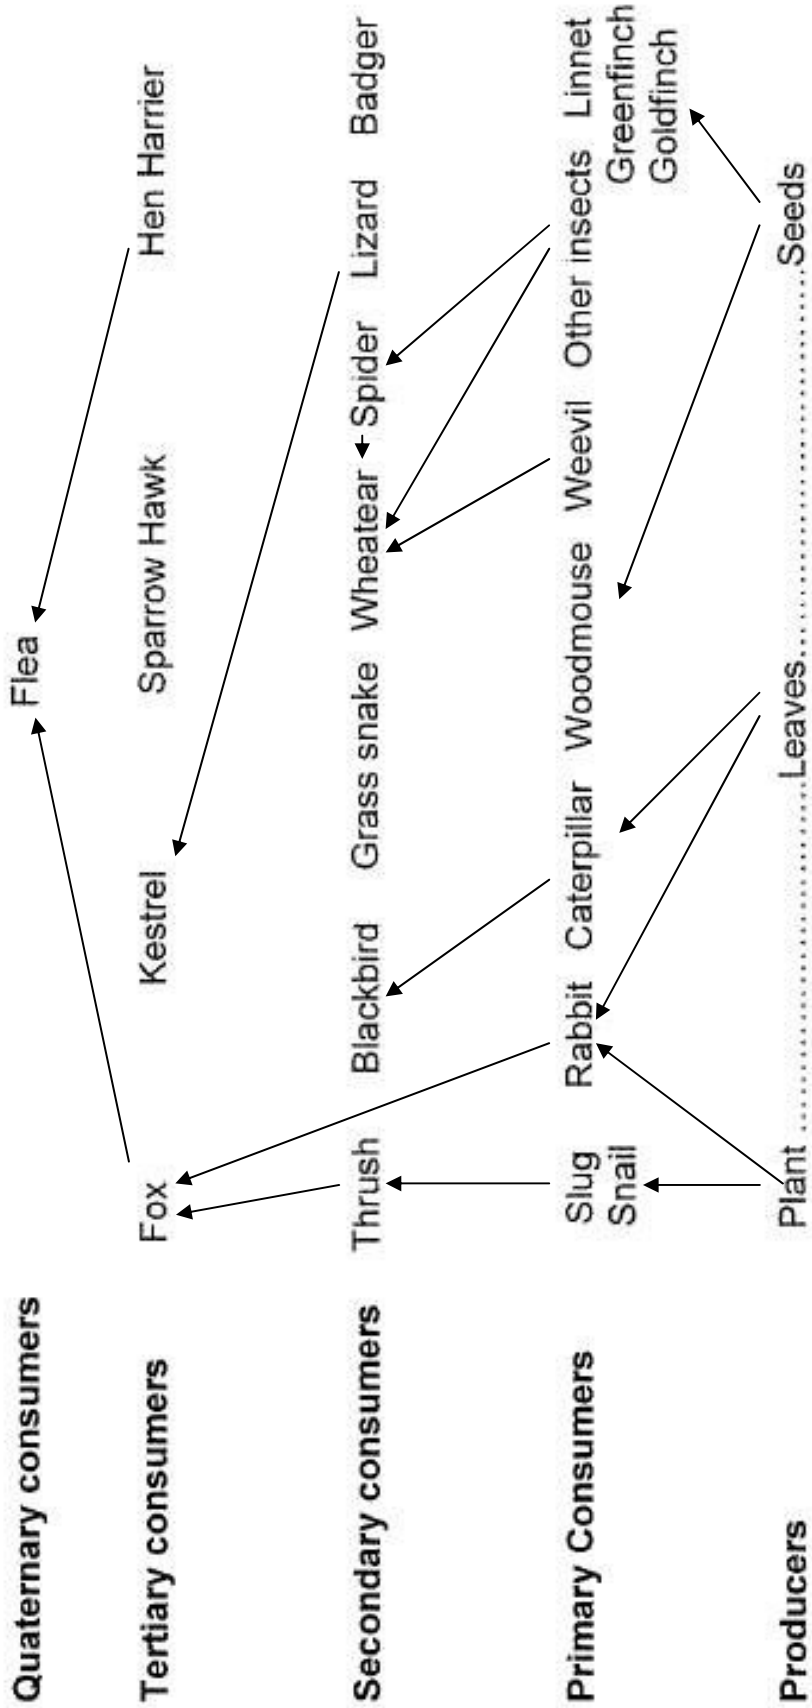 Quaternary consumers Flea
Tertiary consumers Fox Kestrel Sparrow Hawk Hen Harrier
Secondary consumers Thrush Blackbird Grass snake Wheatear Spider Lizard Badger
Primary Consumers Slug Rabbit Caterpillar Woodmouse Weevil Other insects Linnet
Snail Greenfinch
Goldfinch
Producers Plant ........................................Leaves........................................Seeds